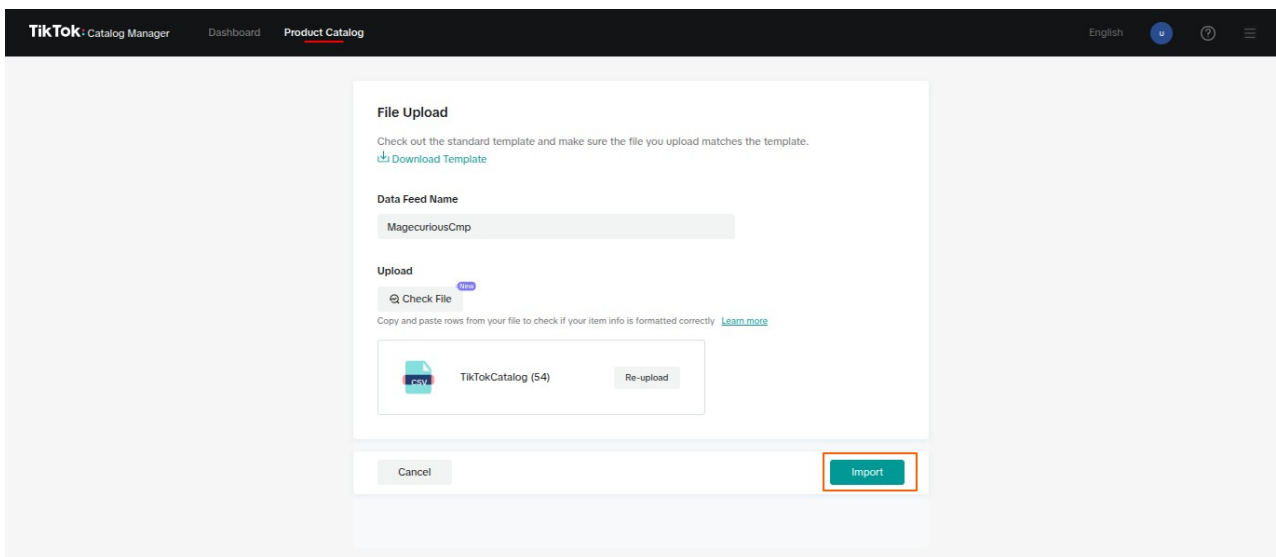 TikTok: Catalog Manager Dashboard Product Catalog English U ?
File Upload
Check out the standard template and make sure the file you upload matches the template.
Download Template
Data Feed Name
MagecuriousCmp
Upload
New
Check File
Copy and paste rows from your file to check if your item info is formatted correctly Learn more
CSV TikTokCatalog (54) Re-upload
Cancel Import